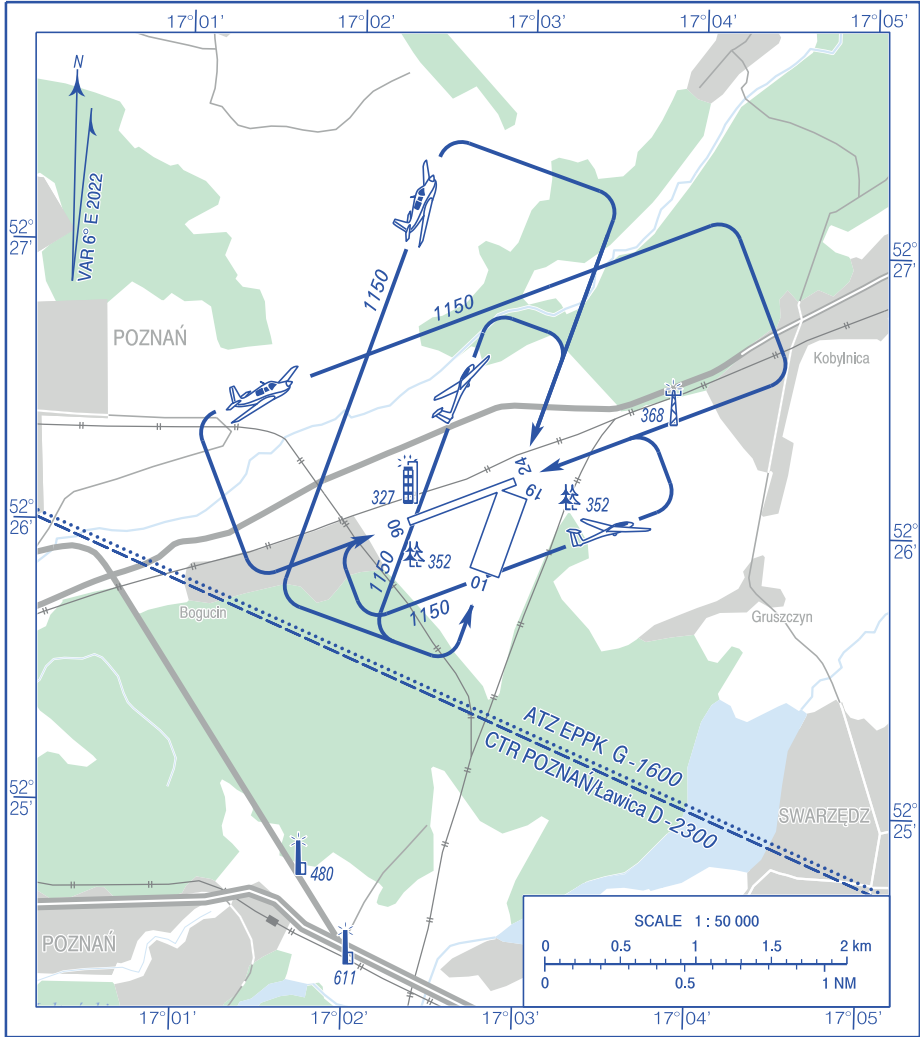 17°01'
17°02'
17°03'
17°04'
17°05'
N
VAR 6° E 2022
52°
27'
52°
27'
1150
1150
POZNAŃ
Kobylnica
368
24
19
327
352
06
52°
26'
52°
26'
352
1150
01
1150
Bogucin
Gruszczyn
ATZ EPPK G-1600
CTR POZNAŃ/Ławica D-2300
52°
25'
52°
25'
SWARZĘDZ
480
POZNAŃ
611
SCALE 1 : 50 000
0 0.5 1 1.5 2 km
0 0.5 1 NM
17°01'
17°02'
17°03'
17°04'
17°05'